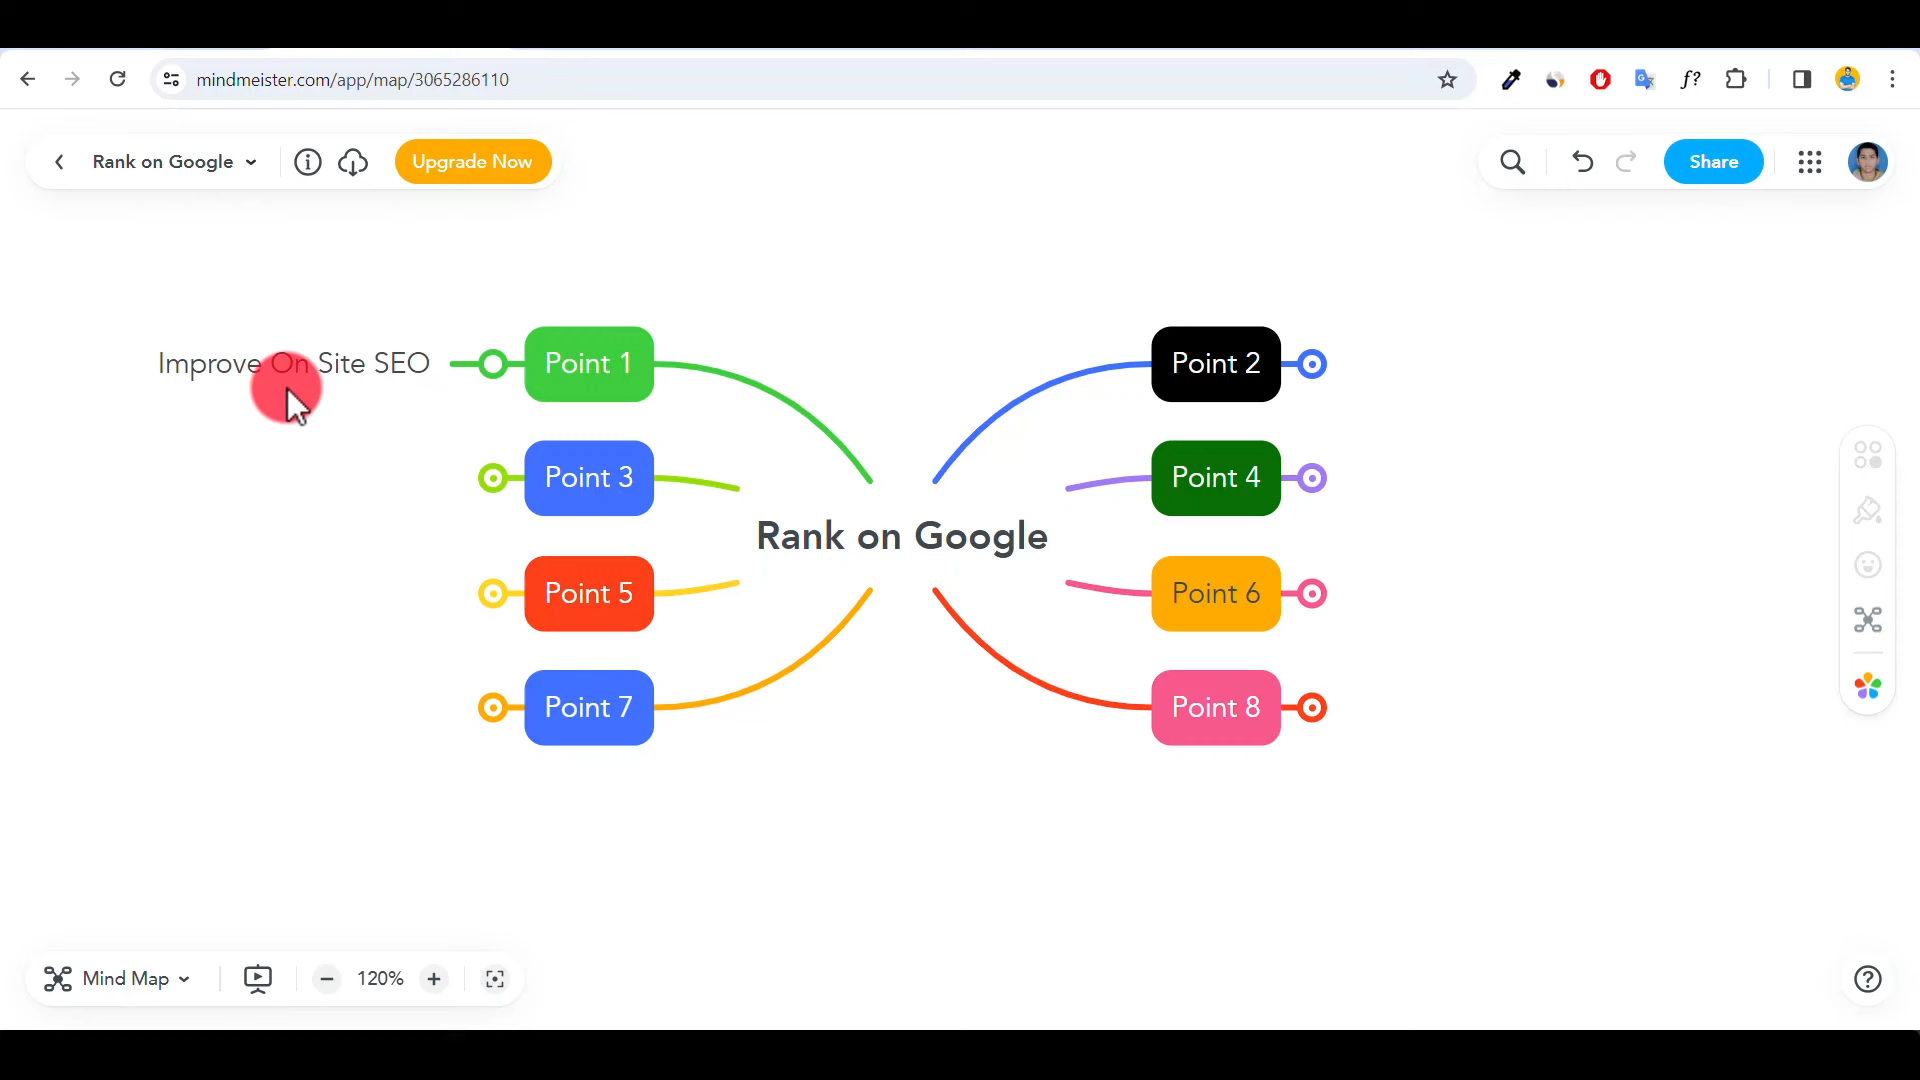 mindmeister.com/app/map/3065286110
Rank on Google
Upgrade Now
Share
Improve On Site SEO
Point 1
Point 2
Point 3
Point 4
Rank on Google
Point 5
Point 6
Point 7
Point 8
Mind Map
120%